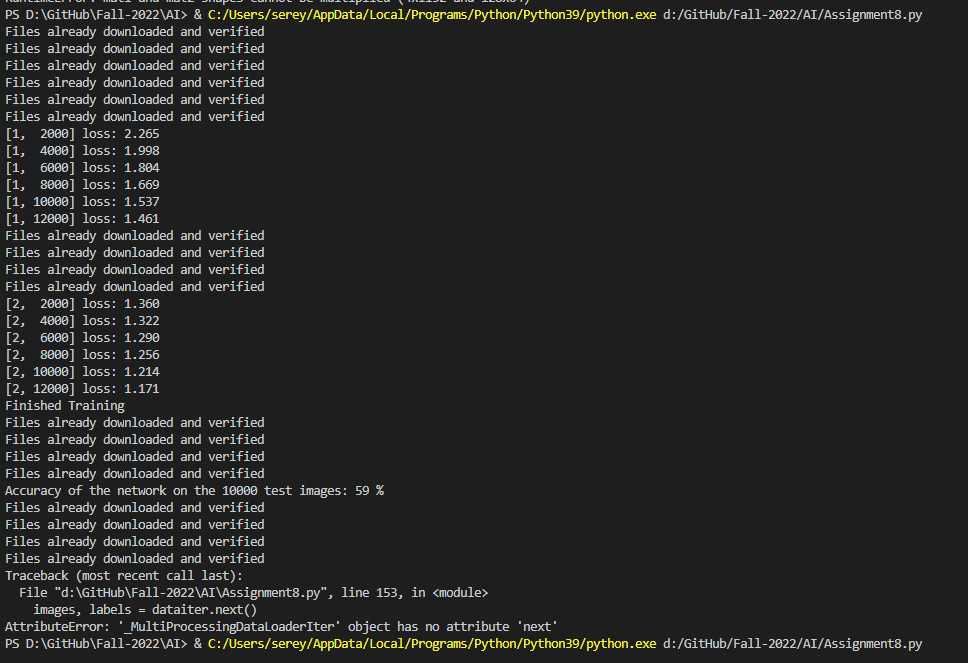 RuntimeError: mat1 and mat2 shapes cannot be multiplied
PS D:\GitHub\Fall-2022\AI> & C:/Users/serey/AppData/Local/Programs/Python/Python39/python.exe d:/GitHub/Fall-2022/AI/Assignment8.py
Files already downloaded and verified
Files already downloaded and verified
Files already downloaded and verified
Files already downloaded and verified
Files already downloaded and verified
Files already downloaded and verified
[1,  2000] loss: 2.265
[1,  4000] loss: 1.998
[1,  6000] loss: 1.804
[1,  8000] loss: 1.669
[1, 10000] loss: 1.537
[1, 12000] loss: 1.461
Files already downloaded and verified
Files already downloaded and verified
Files already downloaded and verified
Files already downloaded and verified
[2,  2000] loss: 1.360
[2,  4000] loss: 1.322
[2,  6000] loss: 1.290
[2,  8000] loss: 1.256
[2, 10000] loss: 1.214
[2, 12000] loss: 1.171
Finished Training
Files already downloaded and verified
Files already downloaded and verified
Files already downloaded and verified
Files already downloaded and verified
Accuracy of the network on the 10000 test images: 59 %
Files already downloaded and verified
Files already downloaded and verified
Files already downloaded and verified
Files already downloaded and verified
Traceback (most recent call last):
  File "d:\GitHub\Fall-2022\AI\Assignment8.py", line 153, in <module>
    images, labels = dataiter.next()
AttributeError: '_MultiProcessingDataLoaderIter' object has no attribute 'next'
PS D:\GitHub\Fall-2022\AI> & C:/Users/serey/AppData/Local/Programs/Python/Python39/python.exe d:/GitHub/Fall-2022/AI/Assignment8.py